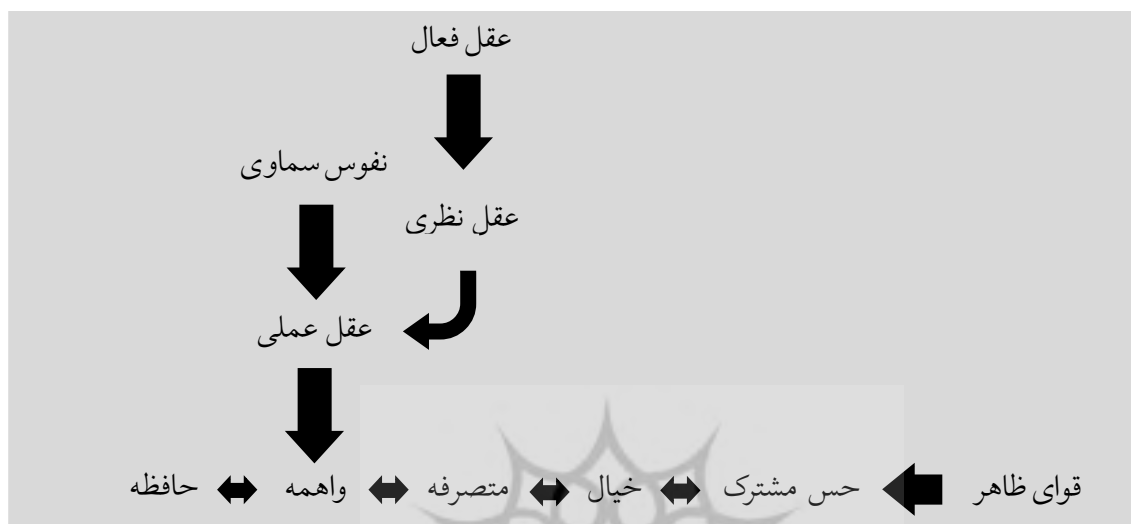 عقل فعال
نفوس سماوی
عقلِ نظری
عقل عملی
قوای ظاهر حس مشترک خیال متصرفه واهمه حافظه